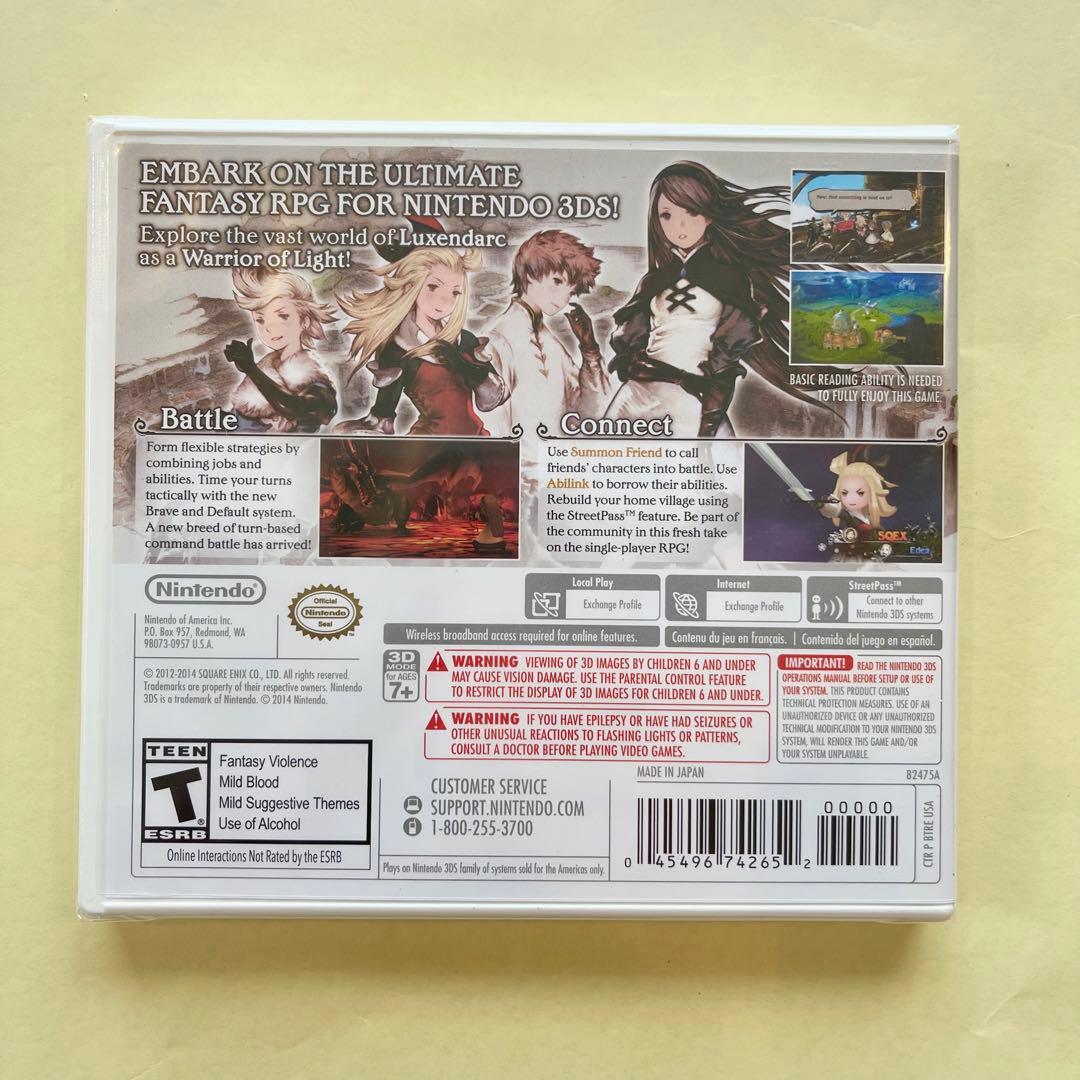 EMBARK ON THE ULTIMATE
FANTASY RPG FOR NINTENDO 3DS!
Explore the vast world of Luxendarc
as a Warrior of Light!
BASIC READING ABILITY IS NEEDED
TO FULLY ENJOY THIS GAME.
Battle
Form flexible strategies by
combining jobs and
abilities. Time your turns
tactically with the new
Brave and Default system.
A new breed of turn-based
command battle has arrived!
Connect
Use Summon Friend to call
friends' characters into battle. Use
Abilink to borrow their abilities.
Rebuild your home village using
the StreetPass™ feature. Be part of
the community in this fresh take
on the single-player RPG!
SQEX
Edea
Nintendo®
Nintendo of America Inc.
P.O. Box 957, Redmond, WA
98073-0957 U.S.A.
Official
Nintendo
Seal
Local Play
Exchange Profile
Internet
Exchange Profile
StreetPass™
Connect to other
Nintendo 3DS systems
Wireless broadband access required for online features.
Contenu du jeu en français. | Contenido del juego en español.
© 2012-2014 SQUARE ENIX CO., LTD. All rights reserved.
Trademarks are property of their respective owners. Nintendo
3DS is a trademark of Nintendo. © 2014 Nintendo.
3D
MODE
for AGES
7+
WARNING VIEWING OF 3D IMAGES BY CHILDREN 6 AND UNDER
MAY CAUSE VISION DAMAGE. USE THE PARENTAL CONTROL FEATURE
TO RESTRICT THE DISPLAY OF 3D IMAGES FOR CHILDREN 6 AND UNDER.
WARNING IF YOU HAVE EPILEPSY OR HAVE HAD SEIZURES OR
OTHER UNUSUAL REACTIONS TO FLASHING LIGHTS OR PATTERNS,
CONSULT A DOCTOR BEFORE PLAYING VIDEO GAMES.
IMPORTANT! READ THE NINTENDO 3DS
OPERATIONS MANUAL BEFORE SETUP OR USE OF
YOUR SYSTEM. THIS PRODUCT CONTAINS
TECHNICAL PROTECTION MEASURES. USE OF AN
UNAUTHORIZED DEVICE OR ANY UNAUTHORIZED
TECHNICAL MODIFICATION TO YOUR NINTENDO 3DS
SYSTEM, WILL RENDER THIS GAME AND/OR
YOUR SYSTEM UNPLAYABLE.
TEEN
T
ESRB
Fantasy Violence
Mild Blood
Mild Suggestive Themes
Use of Alcohol
Online Interactions Not Rated by the ESRB
CUSTOMER SERVICE
SUPPORT.NINTENDO.COM
1-800-255-3700
Plays on Nintendo 3DS family of systems sold for the Americas only.
MADE IN JAPAN
82475A
0 45496 74265 2
00000
CTR P BTRE USA